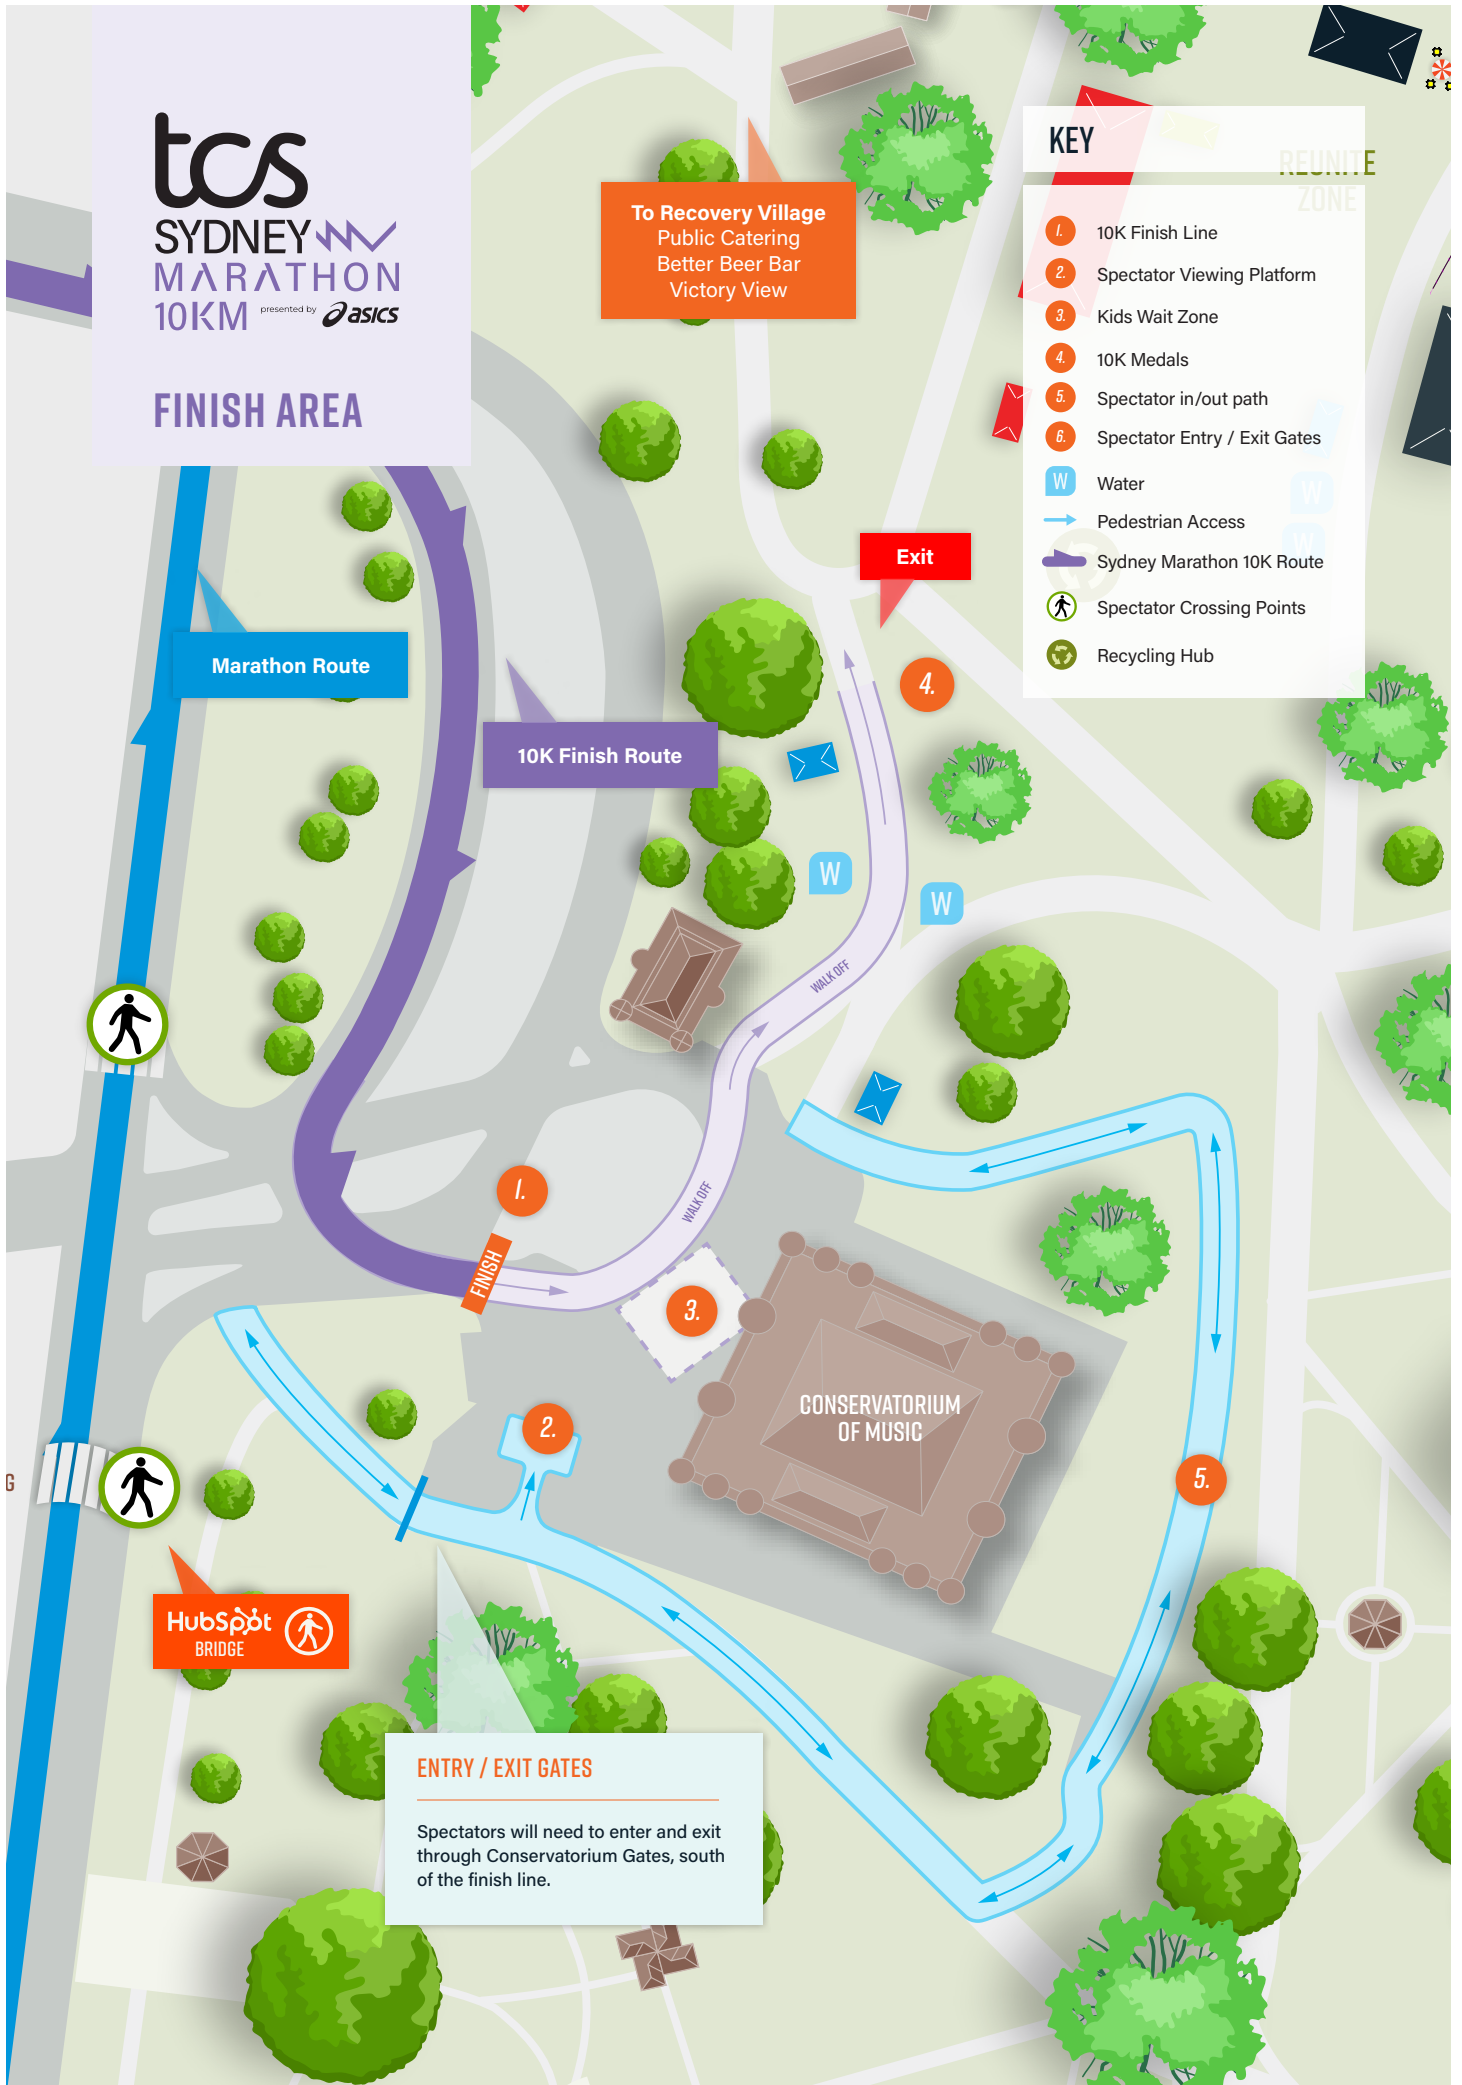 tcs
SYDNEY
MARATHON
10KM presented by asics
FINISH AREA
To Recovery Village
Public Catering
Better Beer Bar
Victory View
KEY
REUNITE
ZONE
1. 10K Finish Line
2. Spectator Viewing Platform
3. Kids Wait Zone
4. 10K Medals
5. Spectator in/out path
6. Spectator Entry / Exit Gates
W Water
Pedestrian Access
Sydney Marathon 10K Route
Spectator Crossing Points
Recycling Hub
W
W
Exit
Marathon Route
4.
10K Finish Route
W
W
WALK OFF
1.
WALK OFF
FINISH
3.
CONSERVATORIUM
OF MUSIC
2.
5.
G
HubSpot
BRIDGE
ENTRY / EXIT GATES
Spectators will need to enter and exit
through Conservatorium Gates, south
of the finish line.